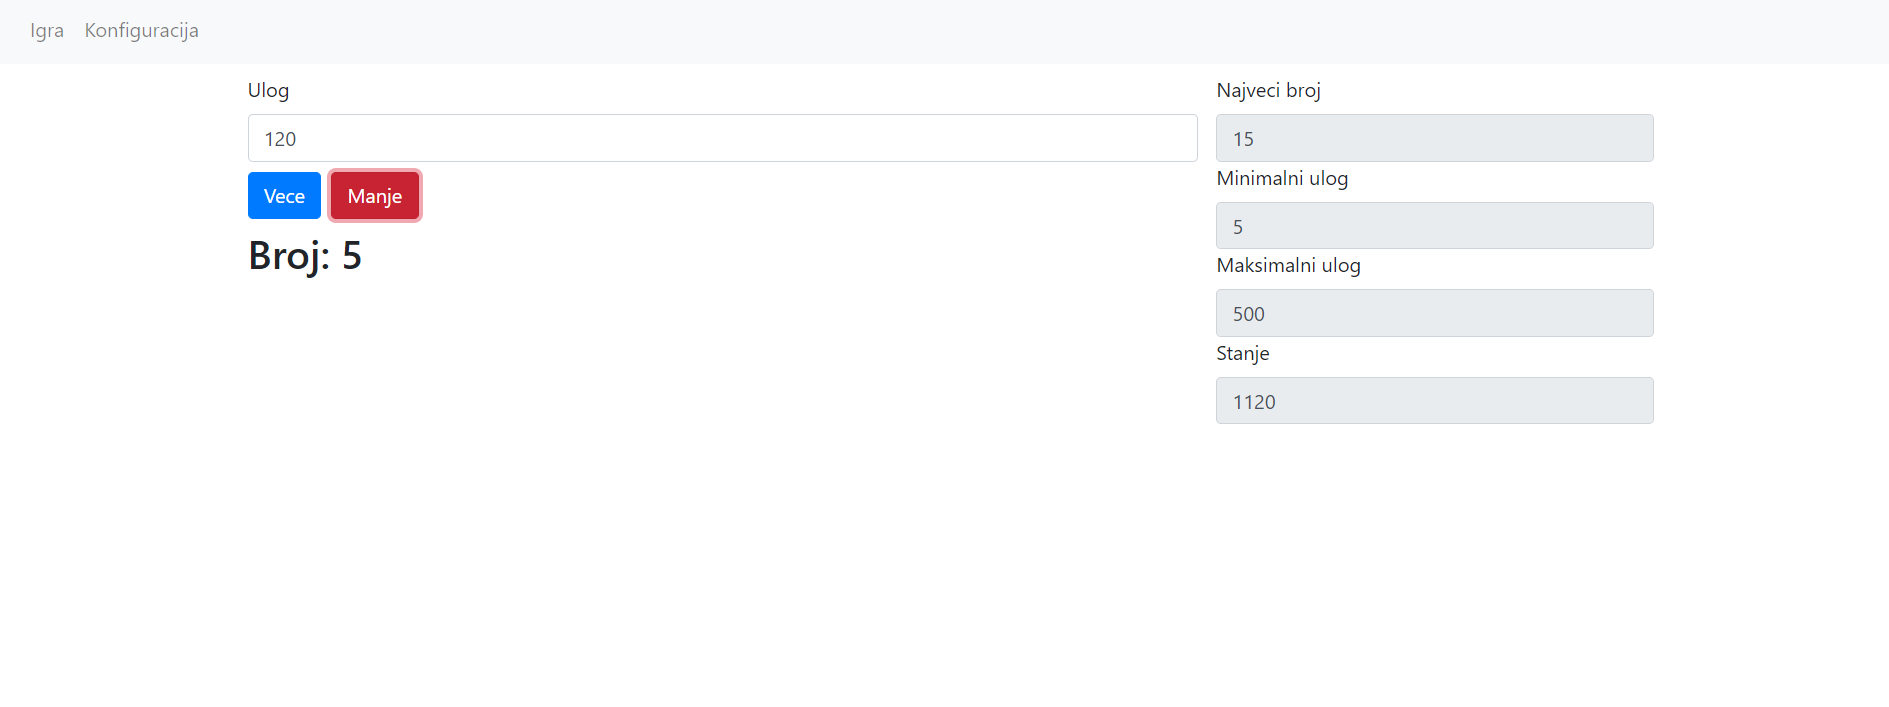 Igra Konfiguracija
Ulog
120
Vece Manje
Broj: 5
Najveci broj
15
Minimalni ulog
5
Maksimalni ulog
500
Stanje
1120